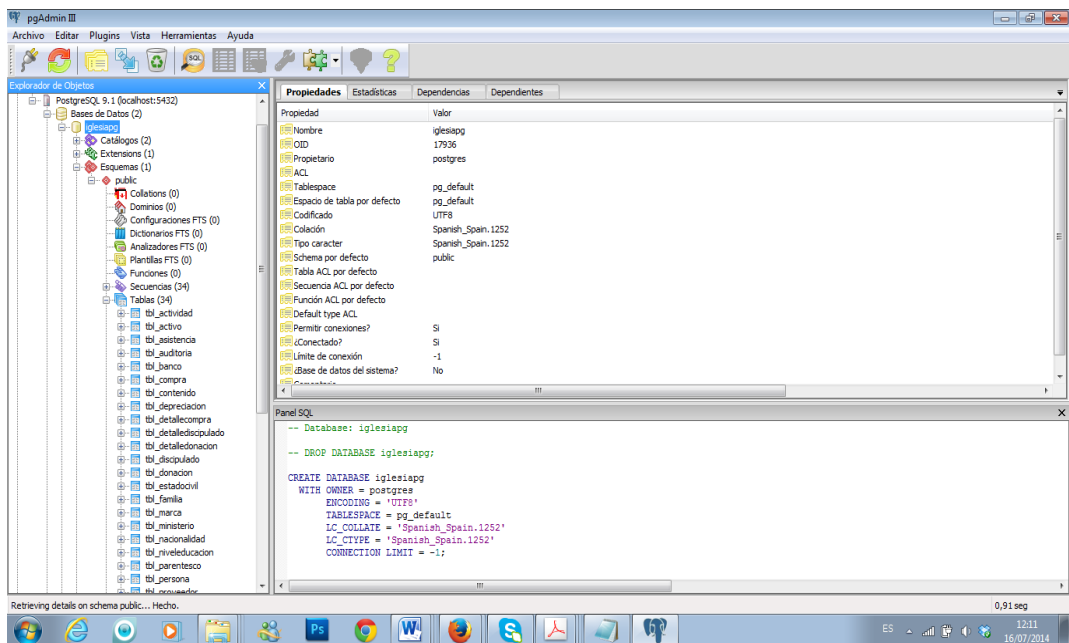 pgAdmin III
Archivo Editar Plugins Vista Herramientas Ayuda
SQL
Explorador de Objetos
PostgreSQL 9.1 (localhost:5432)
Bases de Datos (2)
iglesiapg
Catálogos (2)
Extensions (1)
Esquemas (1)
public
Collations (0)
Dominios (0)
Configuraciones FTS (0)
Dictionarios FTS (0)
Analizadores FTS (0)
Plantillas FTS (0)
Funciones (0)
Secuencias (34)
Tablas (34)
tbl_actividad
tbl_activo
tbl_asistencia
tbl_auditoria
tbl_banco
tbl_compra
tbl_contenido
tbl_depreciacion
tbl_detallecompra
tbl_detallediscipulado
tbl_detalledonacion
tbl_discipulado
tbl_donacion
tbl_estadocivil
tbl_familia
tbl_marca
tbl_ministerio
tbl_nacionalidad
tbl_niveleducacion
tbl_parentesco
tbl_persona
tbl_proveedor
Propiedades Estadísticas Dependencias Dependientes
Propiedad Valor
Nombre iglesiapg
OID 17936
Propietario postgres
ACL
Tablespace pg_default
Espacio de tabla por defecto pg_default
Codificado UTF8
Colación Spanish_Spain.1252
Tipo caracter Spanish_Spain.1252
Schema por defecto public
Tabla ACL por defecto
Secuencia ACL por defecto
Función ACL por defecto
Default type ACL
Permitir conexiones? Si
¿Conectado? Si
Límite de conexión -1
¿Base de datos del sistema? No
Comentario
Panel SQL
-- Database: iglesiapg
-- DROP DATABASE iglesiapg;
CREATE DATABASE iglesiapg
WITH OWNER = postgres
ENCODING = 'UTF8'
TABLESPACE = pg_default
LC_COLLATE = 'Spanish_Spain.1252'
LC_CTYPE = 'Spanish_Spain.1252'
CONNECTION LIMIT = -1;
Retrieving details on schema public... Hecho. 0,91 seg
Ps W S
ES 12:11
16/07/2014